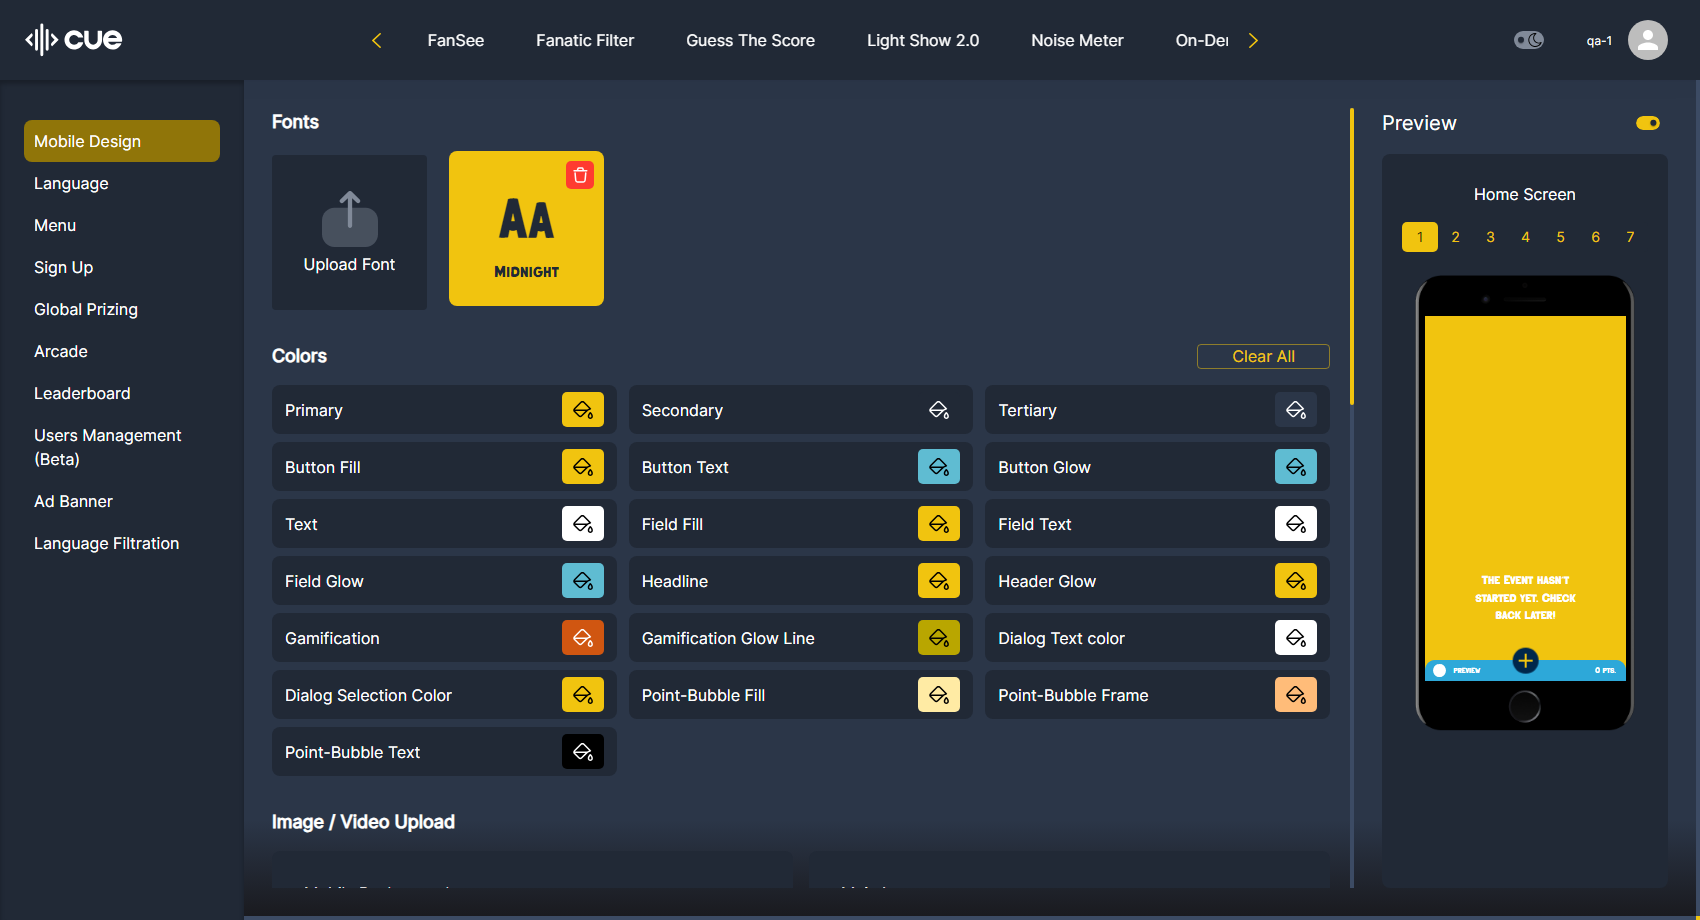 cue
FanSee
Fanatic Filter
Guess The Score
Light Show 2.0
Noise Meter
On-De
qa-1
Mobile Design
Language
Menu
Sign Up
Global Prizing
Arcade
Leaderboard
Users Management
(Beta)
Ad Banner
Language Filtration
Fonts
Upload Font
AA
MIDNIGHT
Colors
Clear All
Primary
Secondary
Tertiary
Button Fill
Button Text
Button Glow
Text
Field Fill
Field Text
Field Glow
Headline
Header Glow
Gamification
Gamification Glow Line
Dialog Text color
Dialog Selection Color
Point-Bubble Fill
Point-Bubble Frame
Point-Bubble Text
Image / Video Upload
Preview
Home Screen
1 2 3 4 5 6 7
THE EVENT HASN'T
STARTED YET. CHECK
BACK LATER!
PREVIEW
0 PTS.